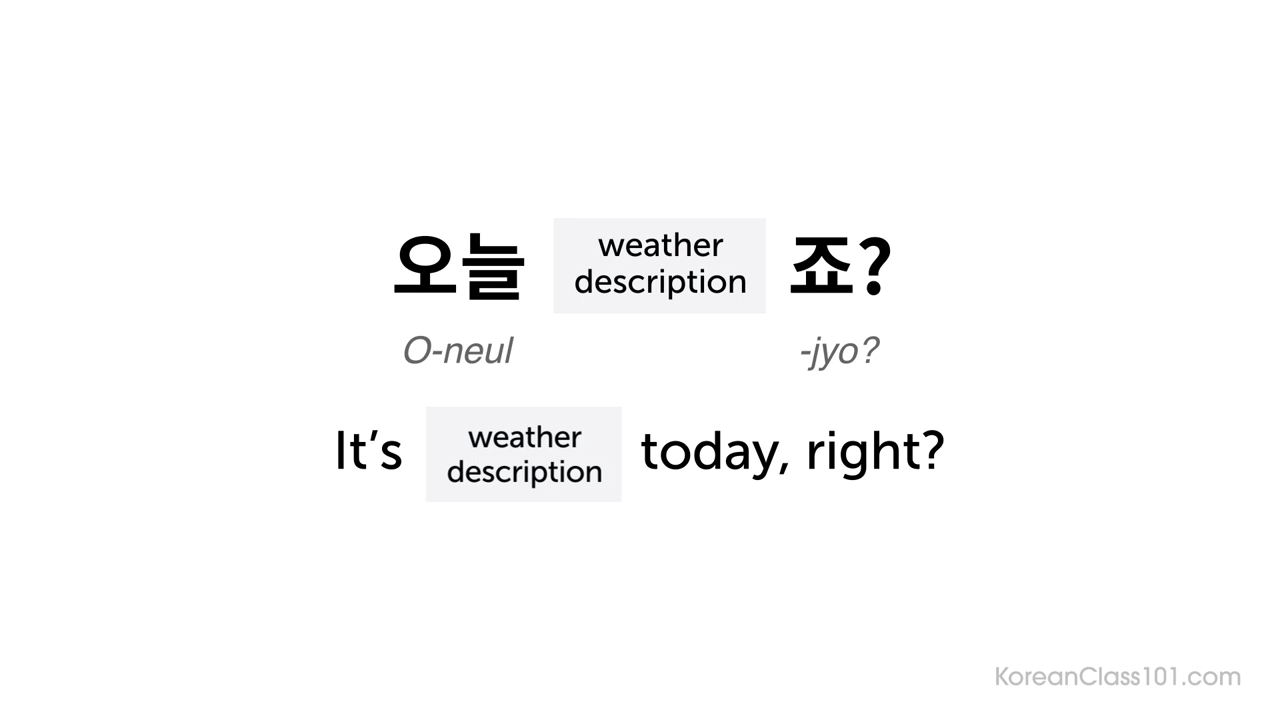 오늘 weather description 죠?
O-neul -jyo?
It’s weather description today, right?
KoreanClass101.com